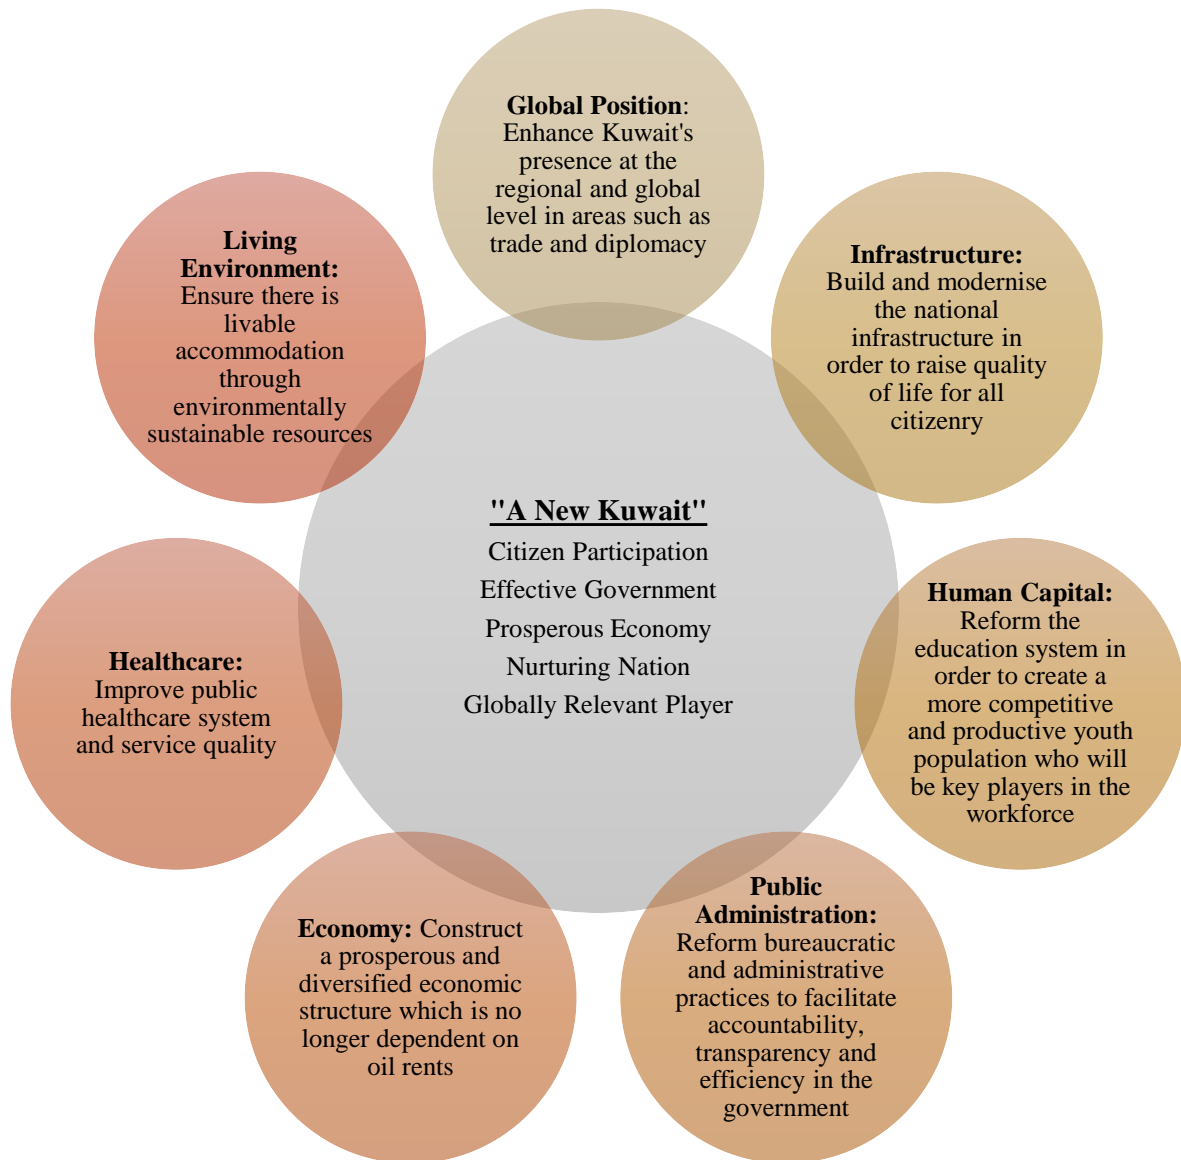 Global Position:
Enhance Kuwait's
presence at the
regional and global
level in areas such as
trade and diplomacy
Infrastructure:
Build and modernise
the national
infrastructure in
order to raise quality
of life for all
citizenry
Human Capital:
Reform the
education system in
order to create a
more competitive
and productive youth
population who will
be key players in the
workforce
Public
Administration:
Reform bureaucratic
and administrative
practices to facilitate
accountability,
transparency and
efficiency in the
government
Economy: Construct
a prosperous and
diversified economic
structure which is no
longer dependent on
oil rents
Healthcare:
Improve public
healthcare system
and service quality
Living
Environment:
Ensure there is
livable
accommodation
through
environmentally
sustainable resources
"A New Kuwait"
Citizen Participation
Effective Government
Prosperous Economy
Nurturing Nation
Globally Relevant Player